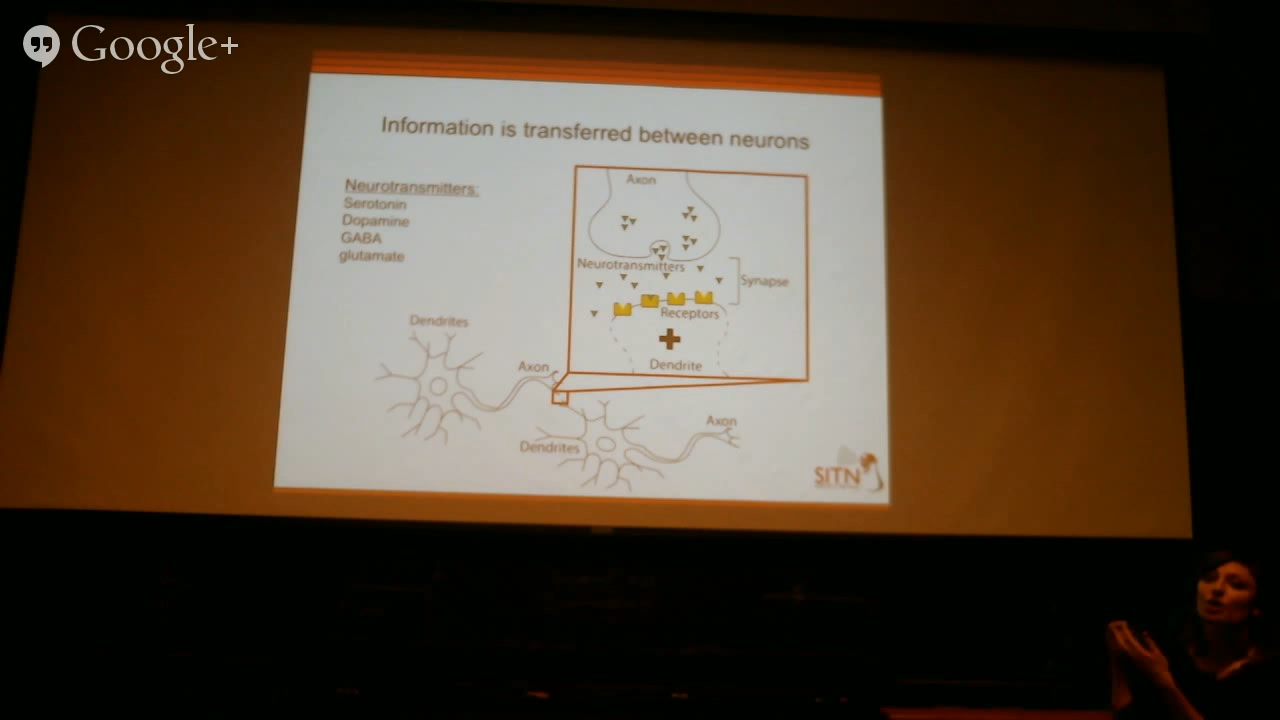 Google+
Information is transferred between neurons
Neurotransmitters:
Serotonin
Dopamine
GABA
glutamate
Axon
Neurotransmitters
Synapse
Receptors
Dendrite
Dendrites
Axon
Axon
Dendrites
SITN